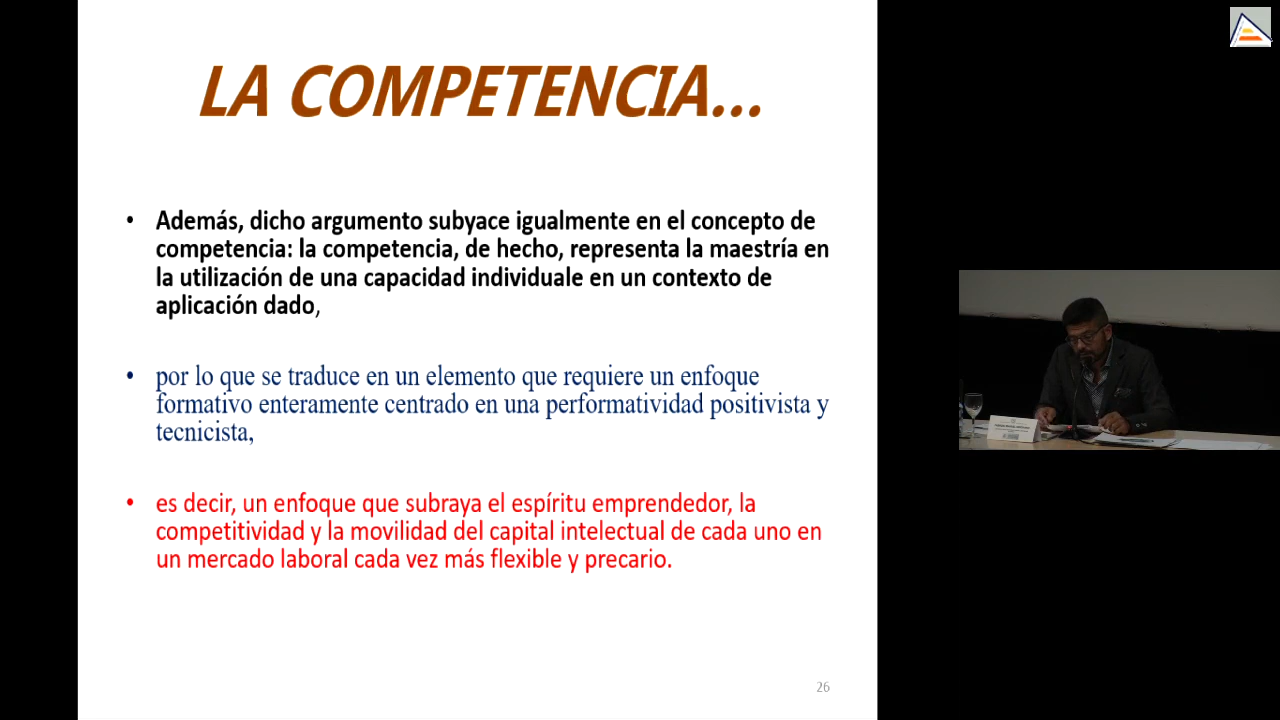 LA COMPETENCIA...
• Además, dicho argumento subyace igualmente en el concepto de
competencia: la competencia, de hecho, representa la maestría en
la utilización de una capacidad individuale en un contexto de
aplicación dado,
• por lo que se traduce en un elemento que requiere un enfoque
formativo enteramente centrado en una performatividad positivista y
tecnicista,
• es decir, un enfoque que subraya el espíritu emprendedor, la
competitividad y la movilidad del capital intelectual de cada uno en
un mercado laboral cada vez más flexible y precario.
26